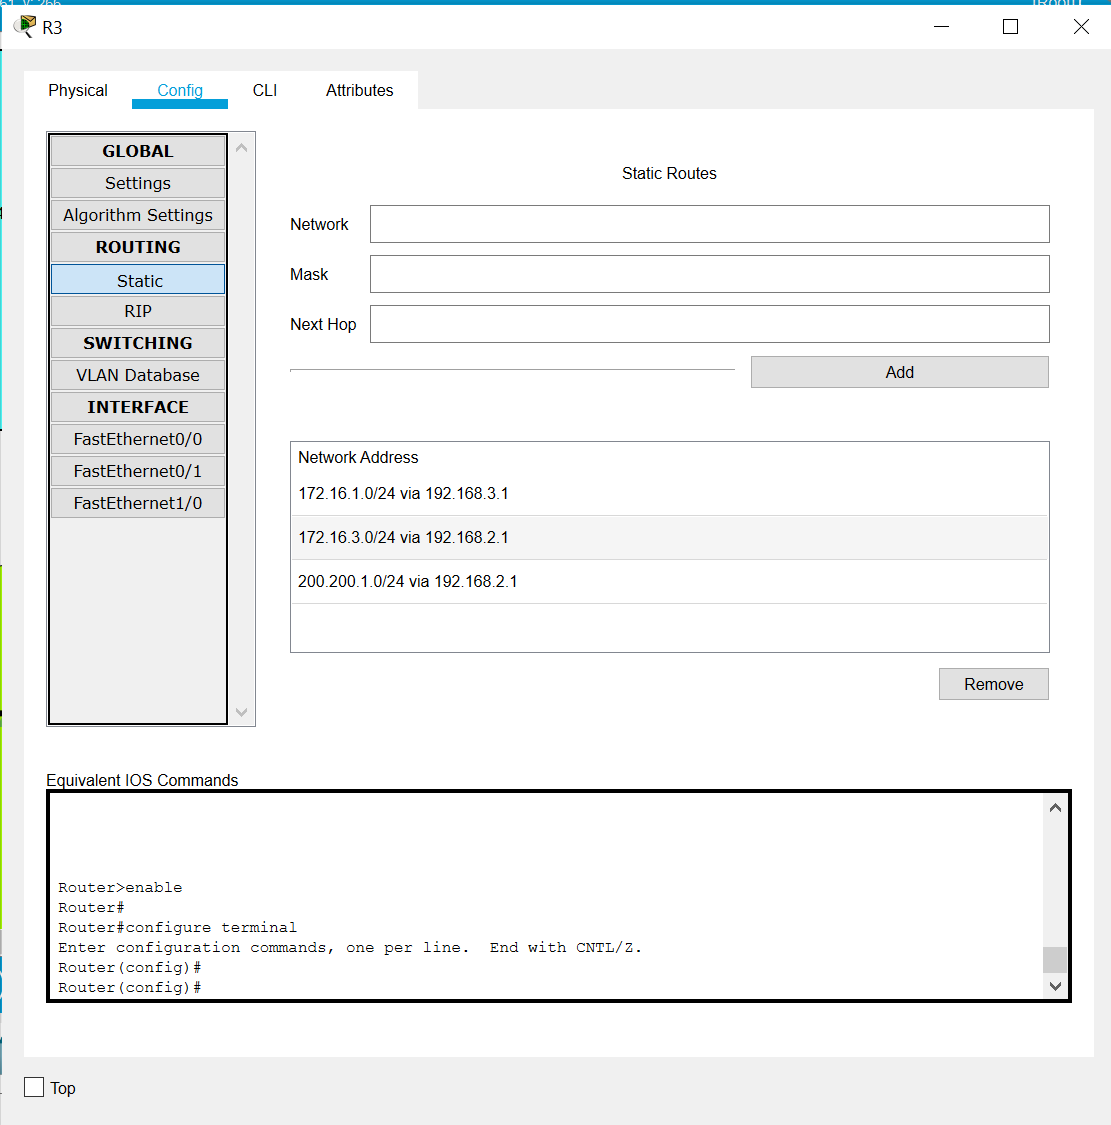 R3
Physical Config CLI Attributes
GLOBAL
Settings
Algorithm Settings
ROUTING
Static
RIP
SWITCHING
VLAN Database
INTERFACE
FastEthernet0/0
FastEthernet0/1
FastEthernet1/0
Static Routes
Network
Mask
Next Hop
Add
Network Address
172.16.1.0/24 via 192.168.3.1
172.16.3.0/24 via 192.168.2.1
200.200.1.0/24 via 192.168.2.1
Remove
Equivalent IOS Commands
Router>enable
Router#
Router#configure terminal
Enter configuration commands, one per line.  End with CNTL/Z.
Router(config)#
Router(config)#
Top